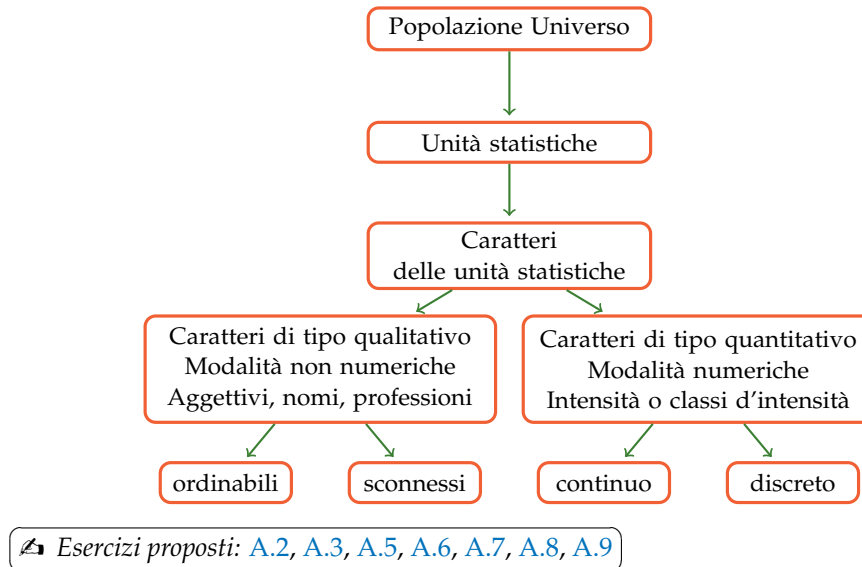 Popolazione Universo
Unità statistiche
Caratteri
delle unità statistiche
Caratteri di tipo qualitativo
Modalità non numeriche
Aggettivi, nomi, professioni
Caratteri di tipo quantitativo
Modalità numeriche
Intensità o classi d'intensità
ordinabili
sconnessi
continuo
discreto
✍ Esercizi proposti: A.2, A.3, A.5, A.6, A.7, A.8, A.9